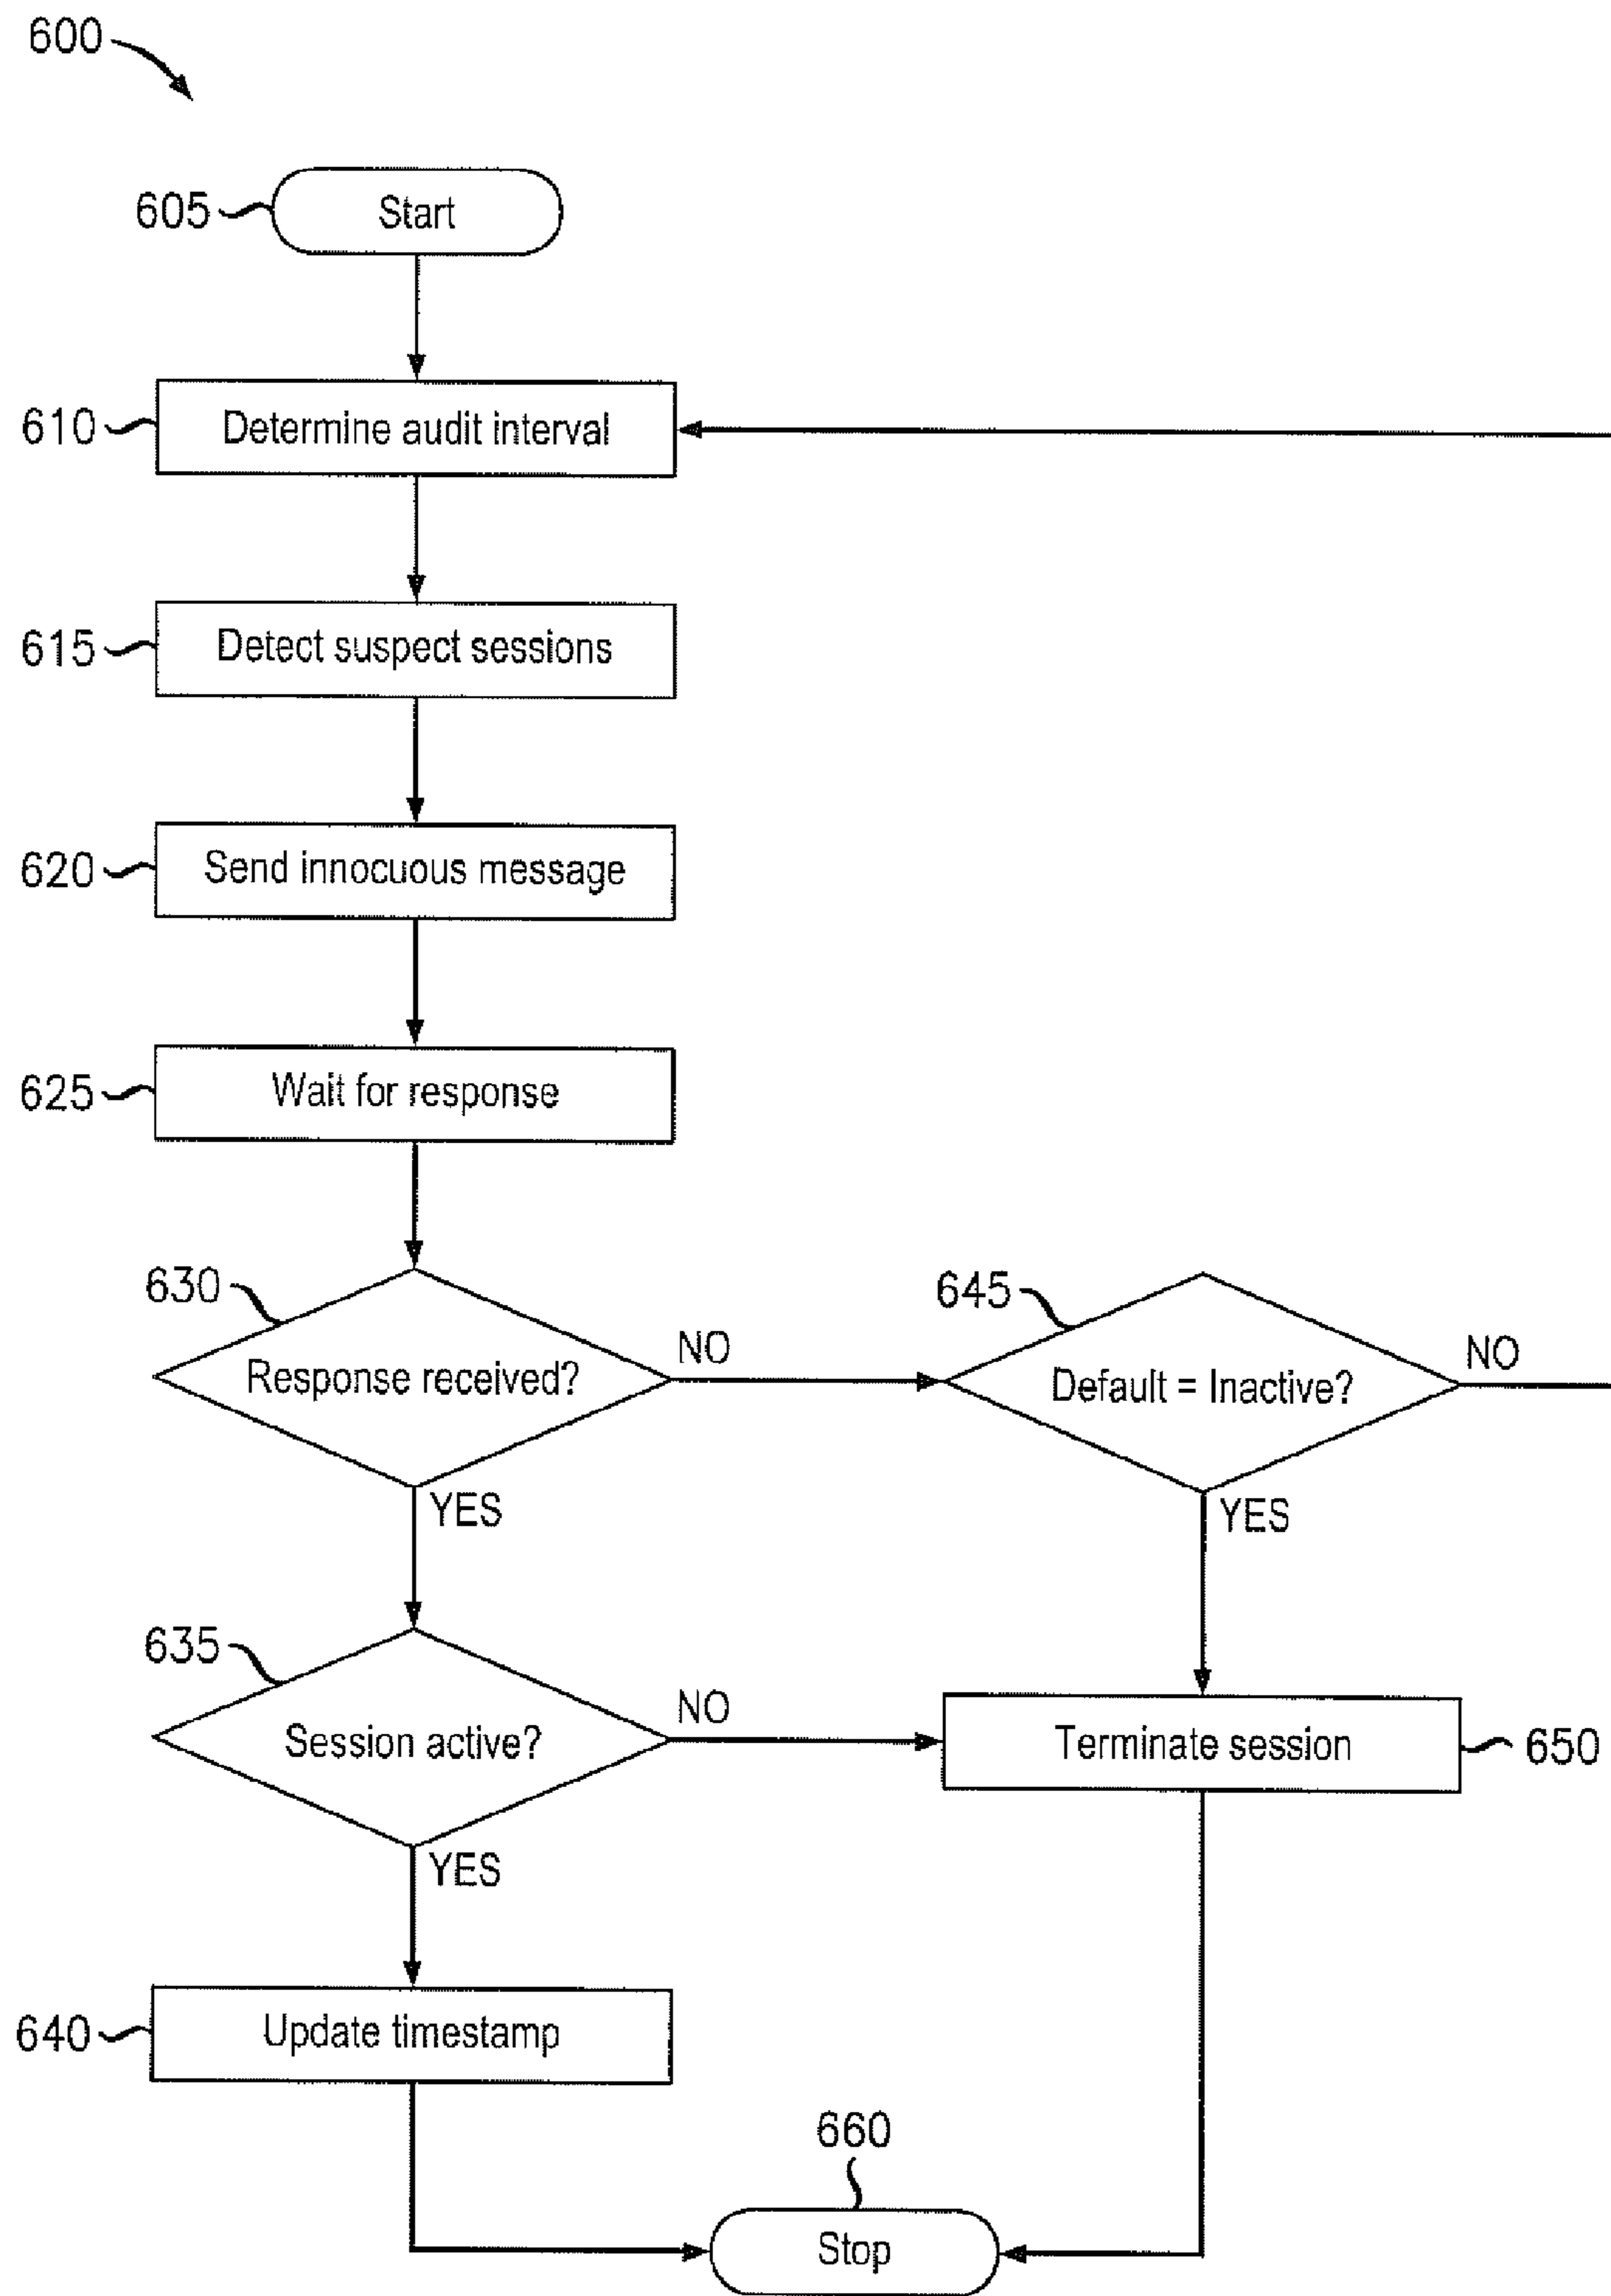 600
605
Start
610
Determine audit interval
615
Detect suspect sessions
620
Send innocuous message
625
Wait for response
630
Response received?
NO
645
Default = Inactive?
NO
YES
YES
635
Session active?
NO
Terminate session
650
YES
640
Update timestamp
660
Stop